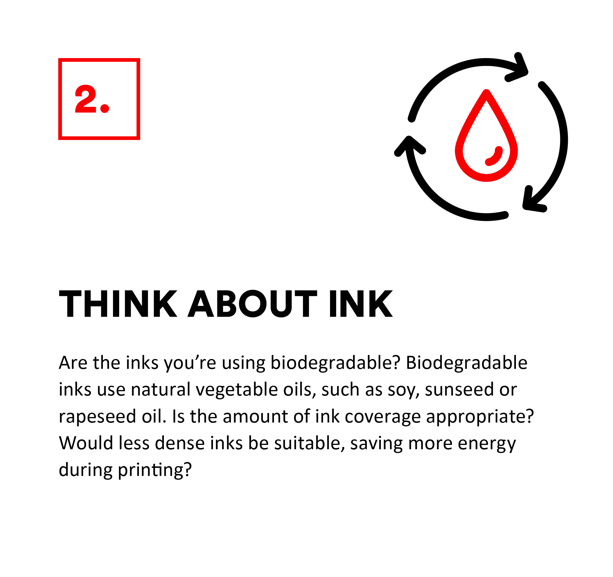 2.
THINK ABOUT INK
Are the inks you’re using biodegradable? Biodegradable
inks use natural vegetable oils, such as soy, sunseed or
rapeseed oil. Is the amount of ink coverage appropriate?
Would less dense inks be suitable, saving more energy
during printing?